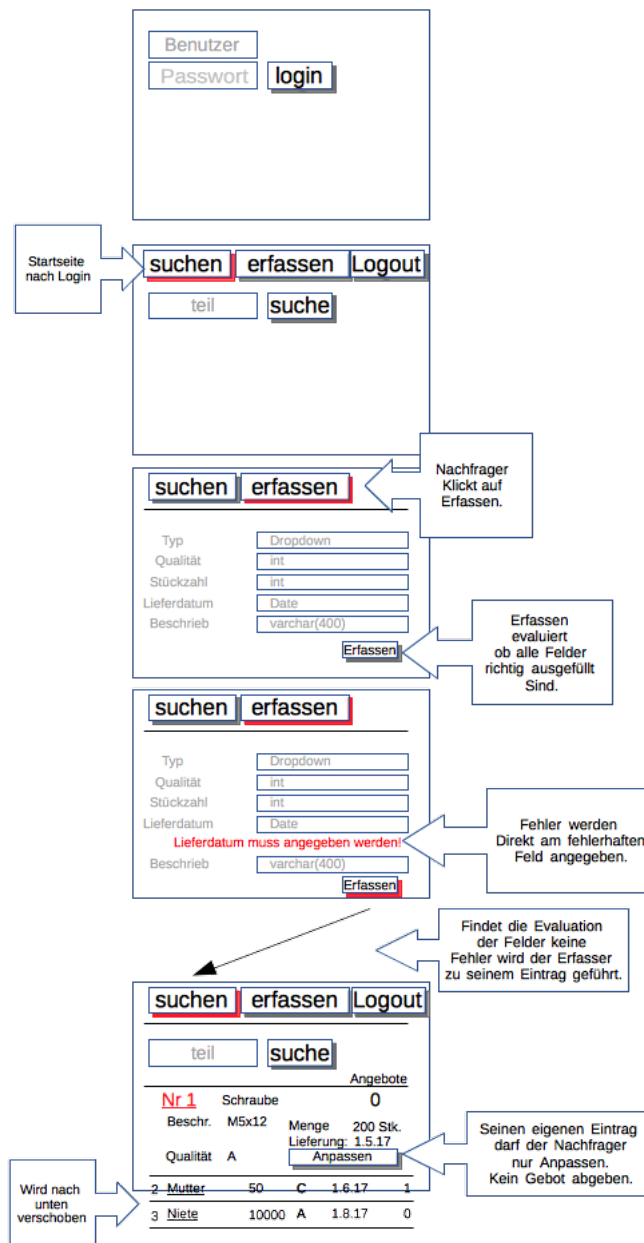 Benutzer
Passwort login
Startseite
nach Login
suchen erfassen Logout
teil suche
Nachfrager
Klickt auf
Erfassen.
suchen erfassen
Typ Dropdown
Qualität int
Stückzahl int
Lieferdatum Date
Beschrieb varchar(400)
Erfassen
Erfassen
evaluiert
ob alle Felder
richtig ausgefüllt
Sind.
suchen erfassen
Typ Dropdown
Qualität int
Stückzahl int
Lieferdatum Date
Lieferdatum muss angegeben werden!
Beschrieb varchar(400)
Erfassen
Fehler werden
Direkt am fehlerhaften
Feld angegeben.
Findet die Evaluation
der Felder keine
Fehler wird der Erfasser
zu seinem Eintrag geführt.
suchen erfassen Logout
teil suche
Angebote
Nr 1 Schraube 0
Beschr. M5x12 Menge 200 Stk.
Lieferung: 1.5.17
Qualität A Anpassen
Seinen eigenen Eintrag
darf der Nachfrager
nur Anpassen.
Kein Gebot abgeben.
Wird nach
unten
verschoben
2 Mutter 50 C 1.6.17 1
3 Niete 10000 A 1.8.17 0